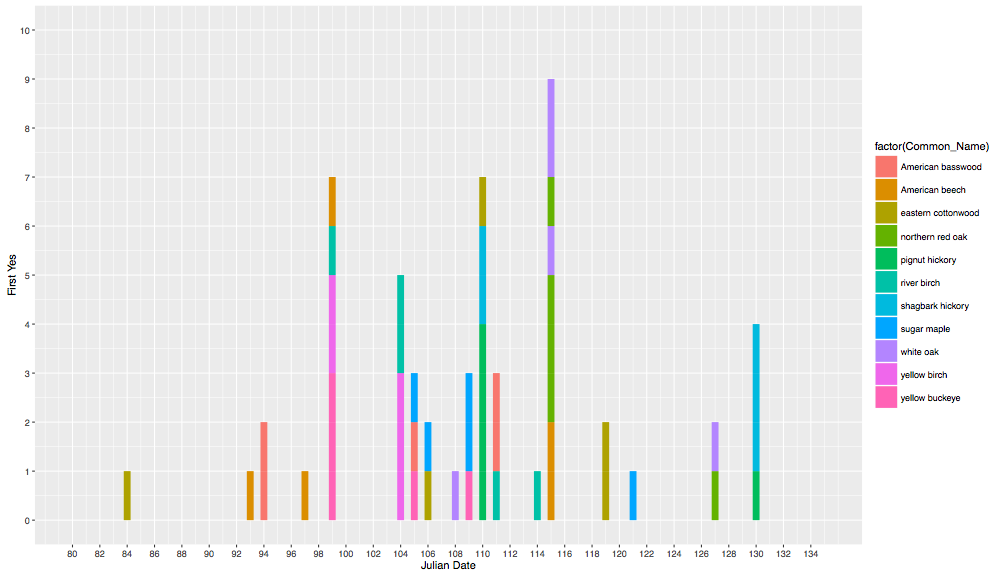 10
9
8
7
6
5
4
3
2
1
0
First Yes
80 82 84 86 88 90 92 94 96 98 100 102 104 106 108 110 112 114 116 118 120 122 124 126 128 130 132 134
Julian Date
factor(Common_Name)
American basswood
American beech
eastern cottonwood
northern red oak
pignut hickory
river birch
shagbark hickory
sugar maple
white oak
yellow birch
yellow buckeye